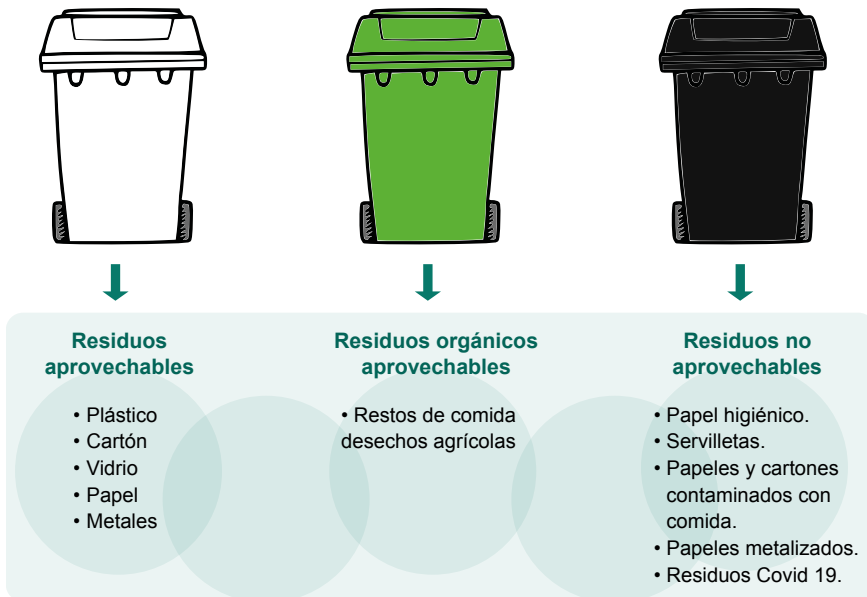 Residuos
aprovechables
• Plástico
• Cartón
• Vidrio
• Papel
• Metales
Residuos orgánicos
aprovechables
• Restos de comida
desechos agrícolas
Residuos no
aprovechables
• Papel higiénico.
• Servilletas.
• Papeles y cartones
contaminados con
comida.
• Papeles metalizados.
• Residuos Covid 19.